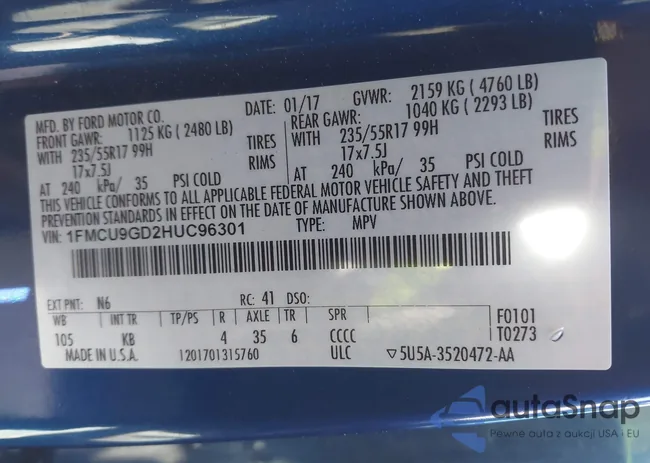 MFD. BY FORD MOTOR CO. DATE: 01/17 GVWR: 2159 KG ( 4760 LB)
FRONT GAWR: 1125 KG ( 2480 LB) REAR GAWR: 1040 KG ( 2293 LB)
WITH 235/55R17 99H TIRES WITH 235/55R17 99H TIRES
17x7.5J RIMS 17x7.5J RIMS
AT 240 kPa/ 35 PSI COLD AT 240 kPa/ 35 PSI COLD
THIS VEHICLE CONFORMS TO ALL APPLICABLE FEDERAL MOTOR VEHICLE SAFETY AND THEFT
PREVENTION STANDARDS IN EFFECT ON THE DATE OF MANUFACTURE SHOWN ABOVE.
VIN: 1FMCU9GD2HUC96301 TYPE: MPV
EXT PNT: N6 RC: 41 DSO: F0101
WB INT TR TP/PS R AXLE TR SPR T0273
105 KB 4 35 6 CCCC
MADE IN U.S.A. 1201701315760 ULC ▽5U5A-3520472-AA
autaSnap
Pewne auta z aukcji USA • EU